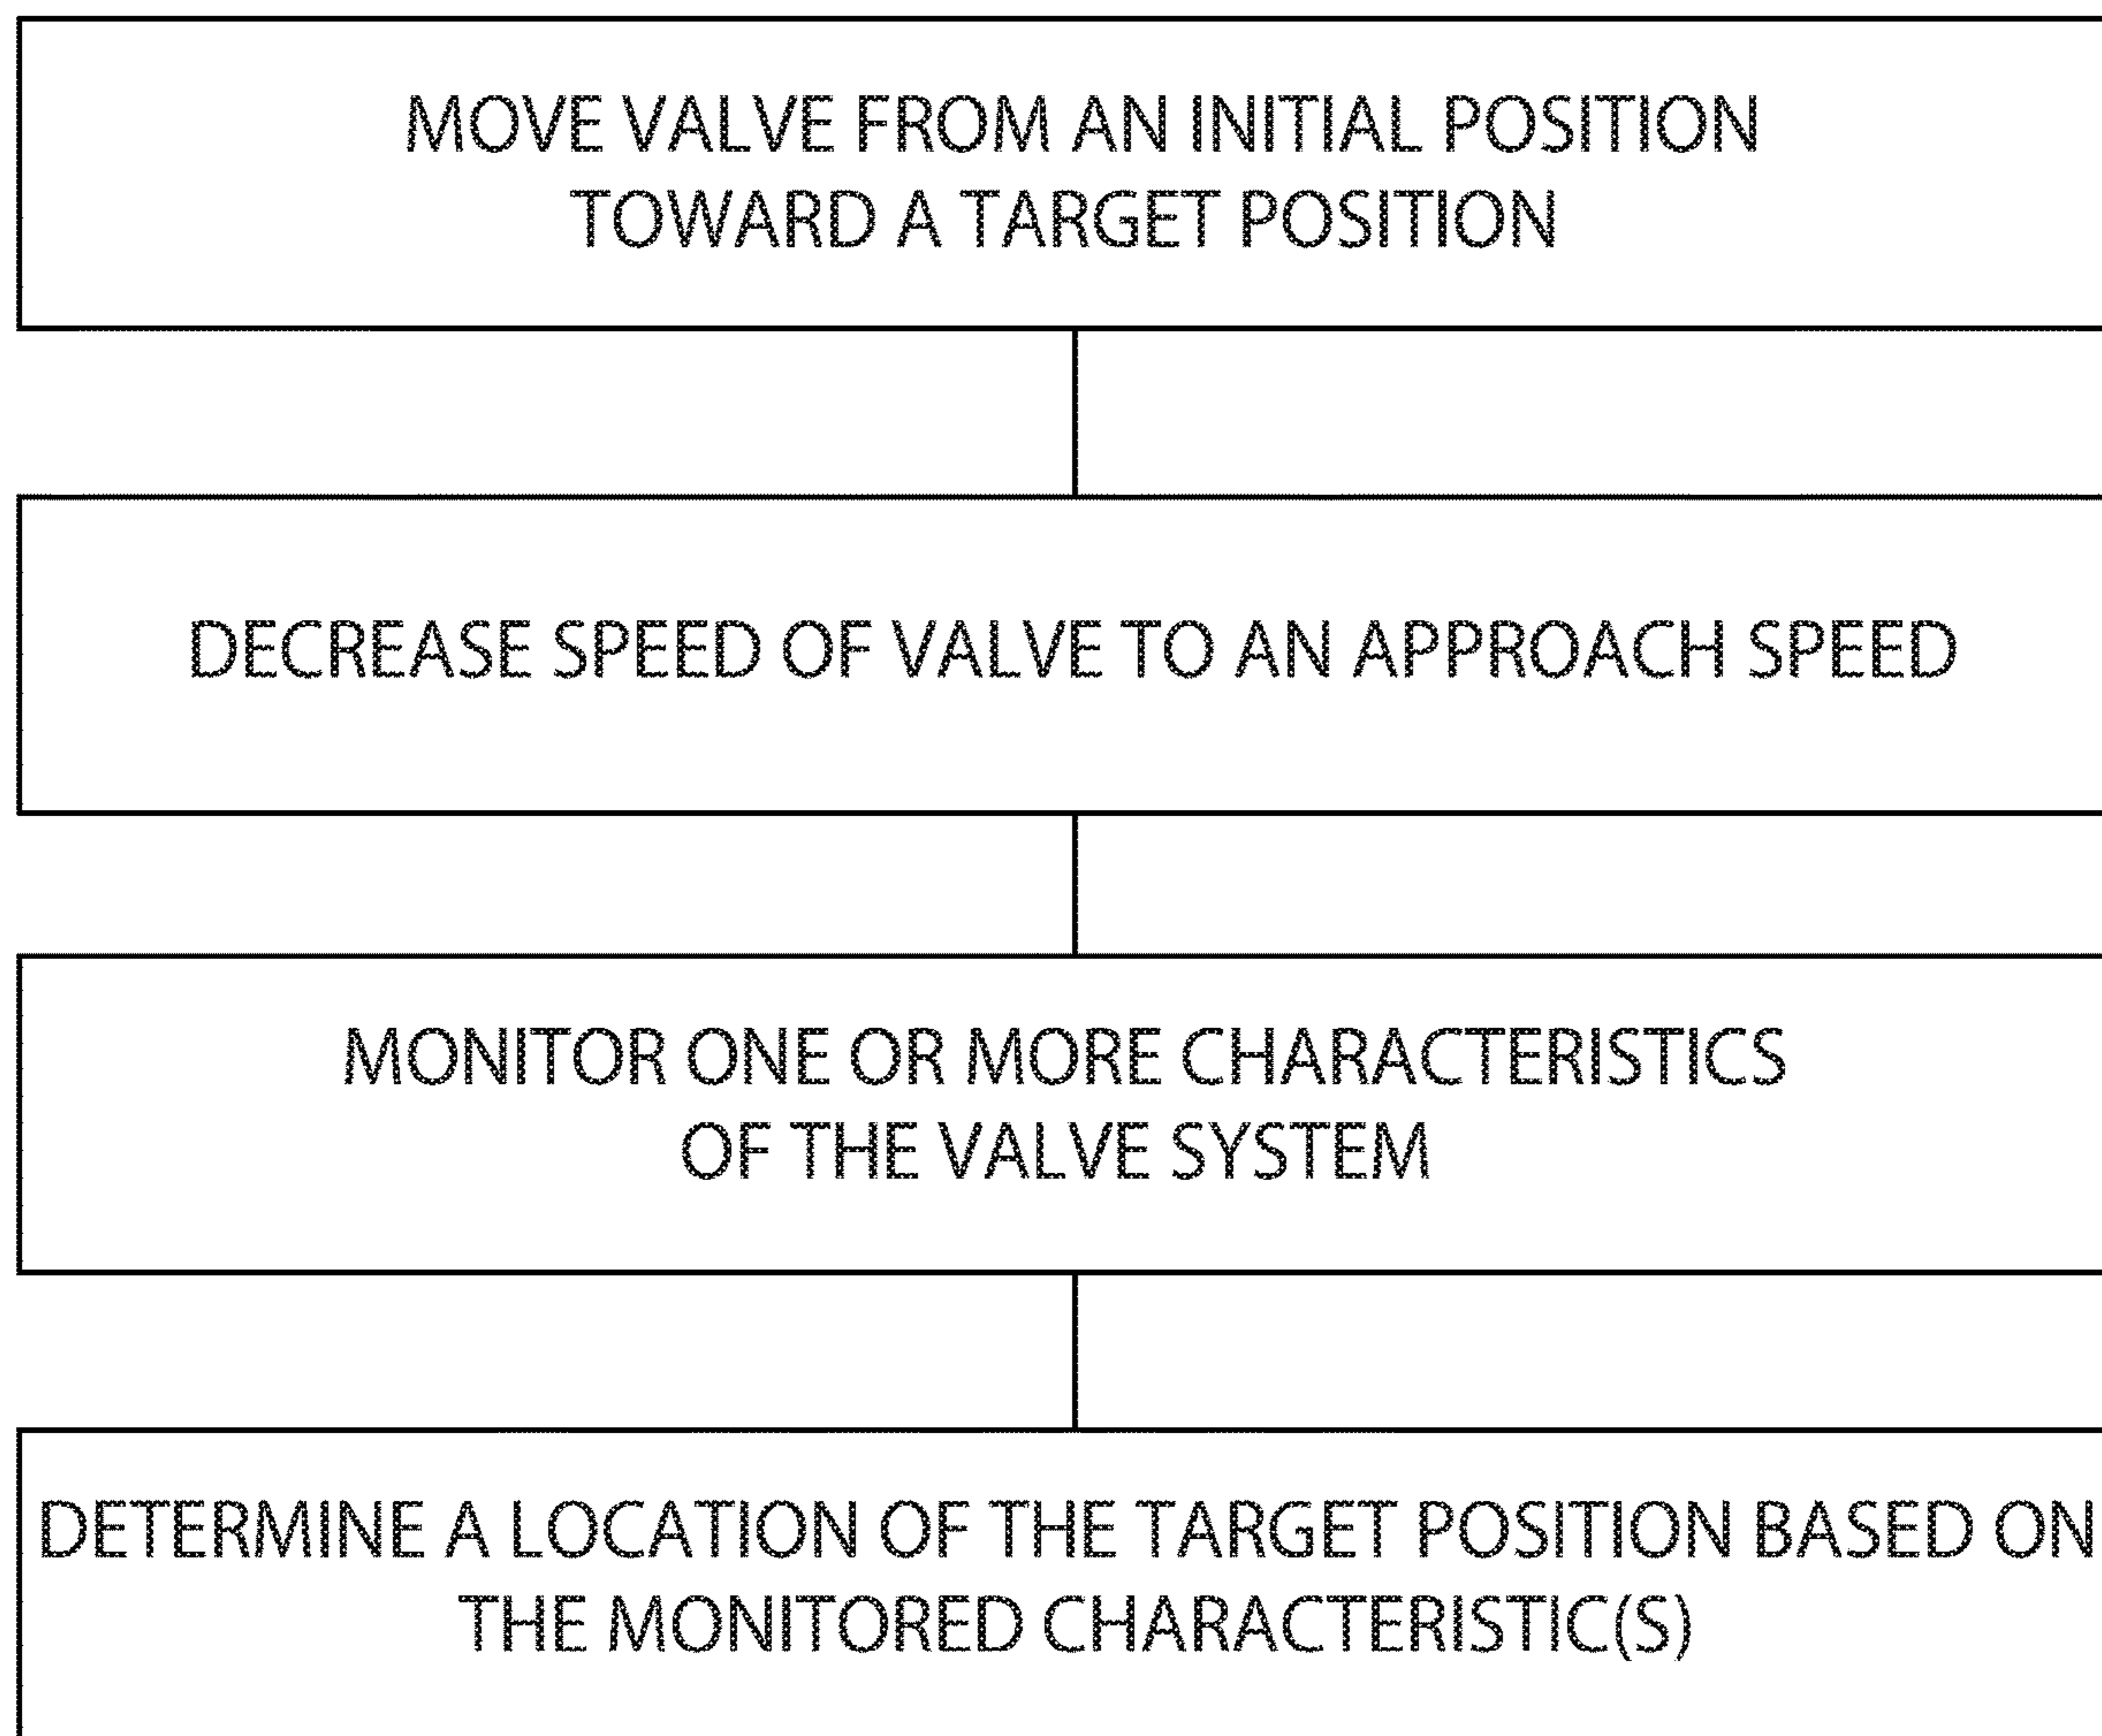 MOVE VALVE FROM AN INITIAL POSITION
TOWARD A TARGET POSITION
DECREASE SPEED OF VALVE TO AN APPROACH SPEED
MONITOR ONE OR MORE CHARACTERISTICS
OF THE VALVE SYSTEM
DETERMINE A LOCATION OF THE TARGET POSITION BASED ON
THE MONITORED CHARACTERISTIC(S)